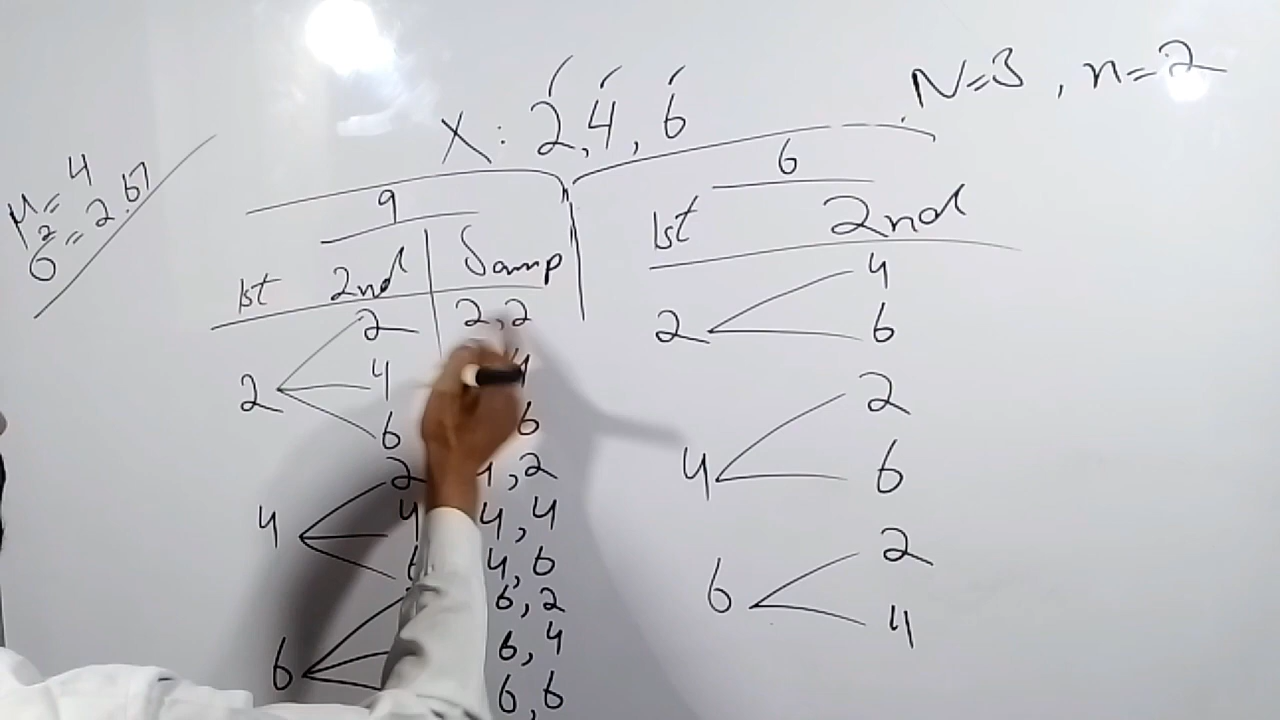 N=3, n=2
X: 2, 4, 6
μ=4
σ²=2.67
9
1st 2nd Samp
2 2 2,2
4
6 6
4 2 ,2
4 4,4
4,6
6 6,2
6,4
6,6
6
1st 2nd
2 4
6
4 2
6
6 2
4